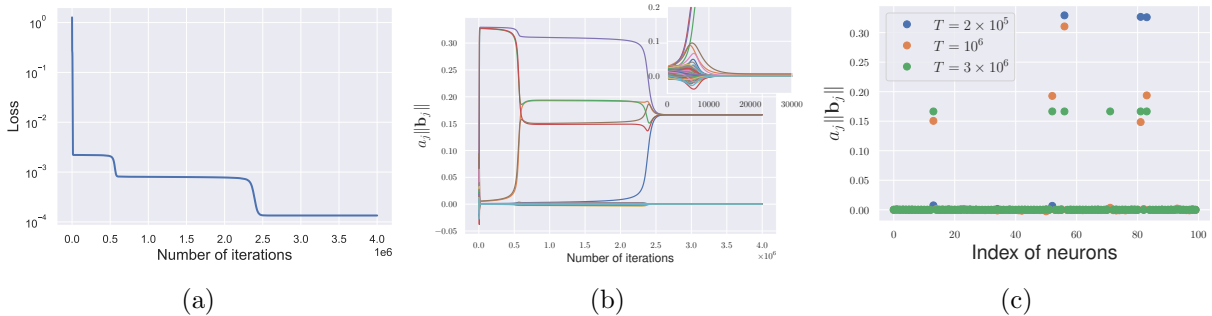 10^0
10^{-1}
10^{-2}
10^{-3}
10^{-4}
Loss
0.0 0.5 1.0 1.5 2.0 2.5 3.0 3.5 4.0
1e6
Number of iterations
(a)
0.30
0.25
0.20
0.15
0.10
0.05
0.00
−0.05
a_j‖b_j‖
0.0 0.5 1.0 1.5 2.0 2.5 3.0 3.5 4.0
×10^6
Number of iterations
0.2
0.1
0.0
0 10000 20000 30000
(b)
0.30
0.25
0.20
0.15
0.10
0.05
0.00
a_j‖b_j‖
T = 2 × 10^5
T = 10^6
T = 3 × 10^6
0 20 40 60 80 100
Index of neurons
(c)